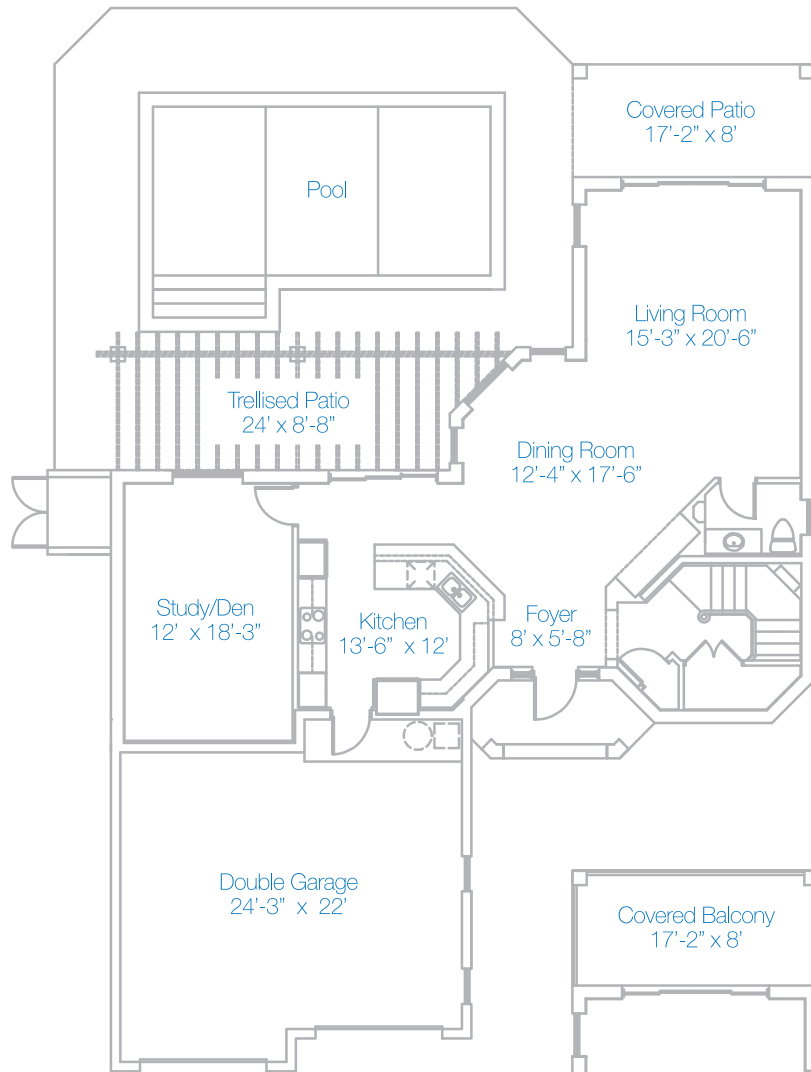 Covered Patio
17'-2" x 8'
Pool
Living Room
15'-3" x 20'-6"
Trellised Patio
24' x 8'-8"
Dining Room
12'-4" x 17'-6"
Study/Den
12' x 18'-3"
Kitchen
13'-6" x 12'
Foyer
8' x 5'-8"
Double Garage
24'-3" x 22'
Covered Balcony
17'-2" x 8'